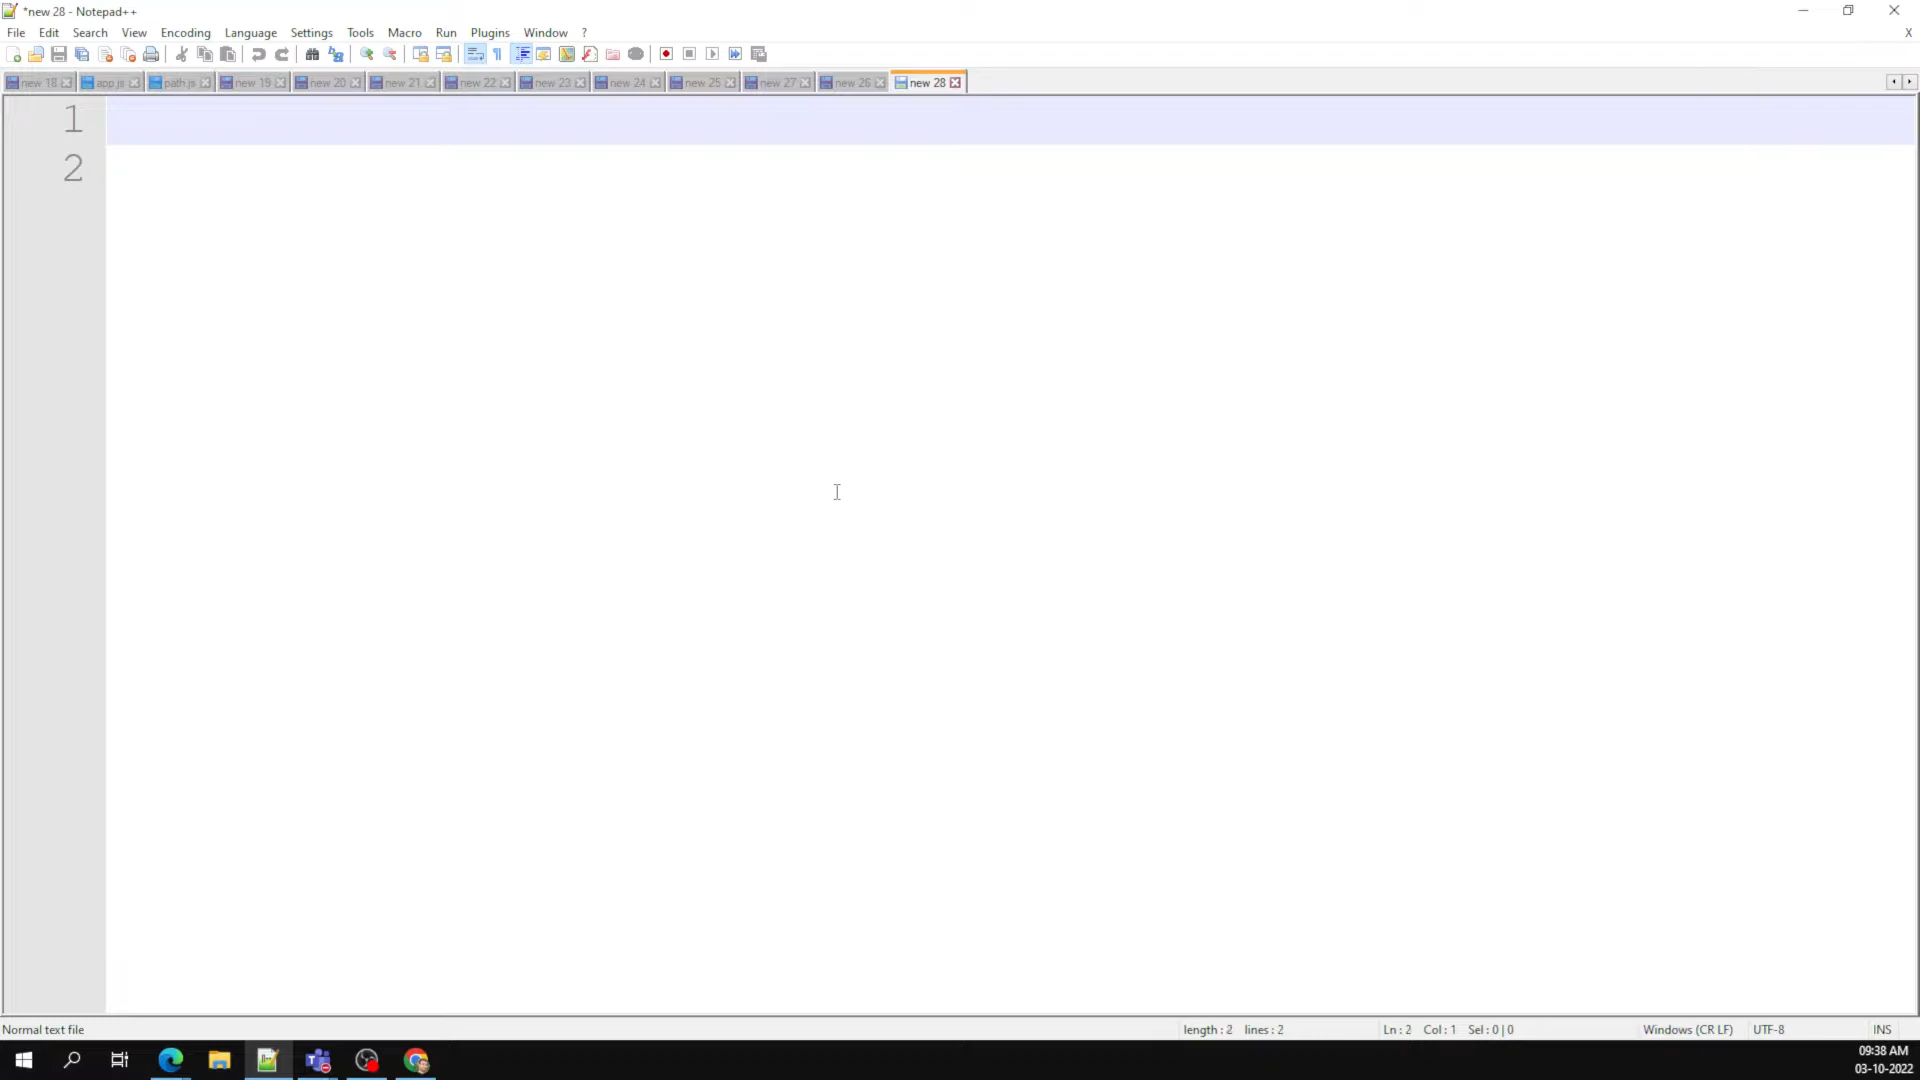 *new 28 - Notepad++
File Edit Search View Encoding Language Settings Tools Macro Run Plugins Window ? X
new 18 app.js path.js new 19 new 20 new 21 new 22 new 23 new 24 new 25 new 27 new 26 new 28
1
2
Normal text file length : 2 lines : 2 Ln : 2 Col : 1 Sel : 0 | 0 Windows (CR LF) UTF-8 INS
09:38 AM
03-10-2022